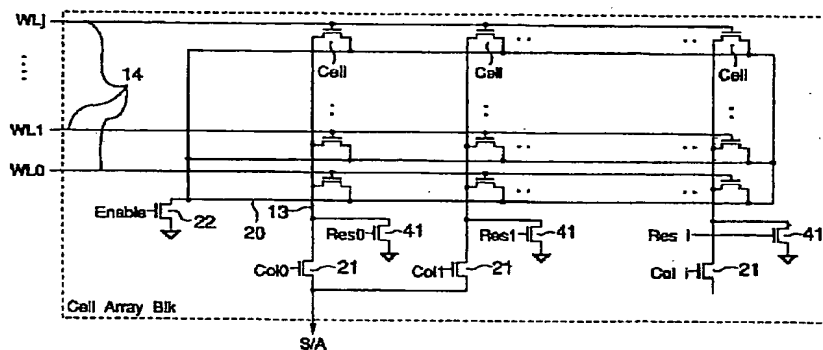 WLj
Cell
Cell
Cell
14
WL1
WL0
Enable
22
20
13
Res0
41
Res1
41
Res i
41
Col0
21
Col1
21
Col i
21
Cell Array Blk
S/A